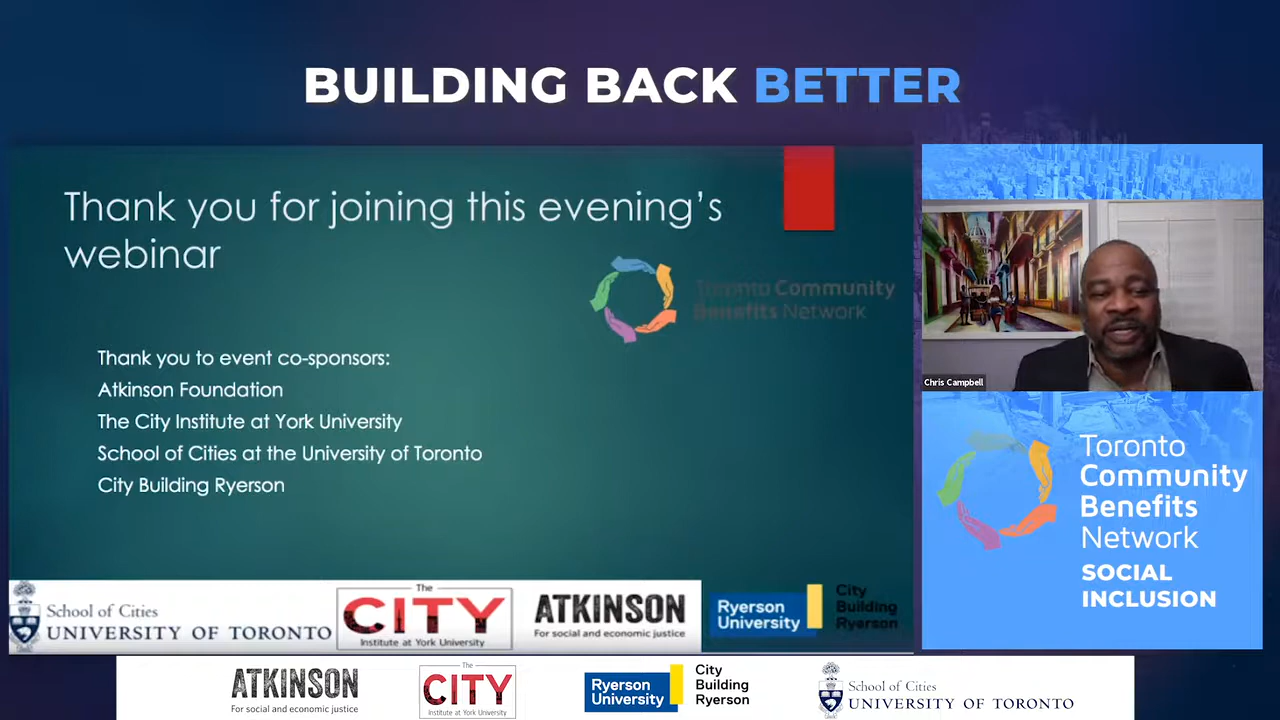 BUILDING BACK BETTER
Thank you for joining this evening's
webinar
Toronto Community
Benefits Network
Thank you to event co-sponsors:
Atkinson Foundation
The City Institute at York University
School of Cities at the University of Toronto
City Building Ryerson
School of Cities
UNIVERSITY OF TORONTO
The
CITY
Institute at York University
ATKINSON
For social and economic justice
Ryerson
University
City
Building
Ryerson
Chris Campbell
Toronto
Community
Benefits
Network
SOCIAL
INCLUSION
ATKINSON
For social and economic justice
The
CITY
Institute at York University
Ryerson
University
City
Building
Ryerson
School of Cities
UNIVERSITY OF TORONTO